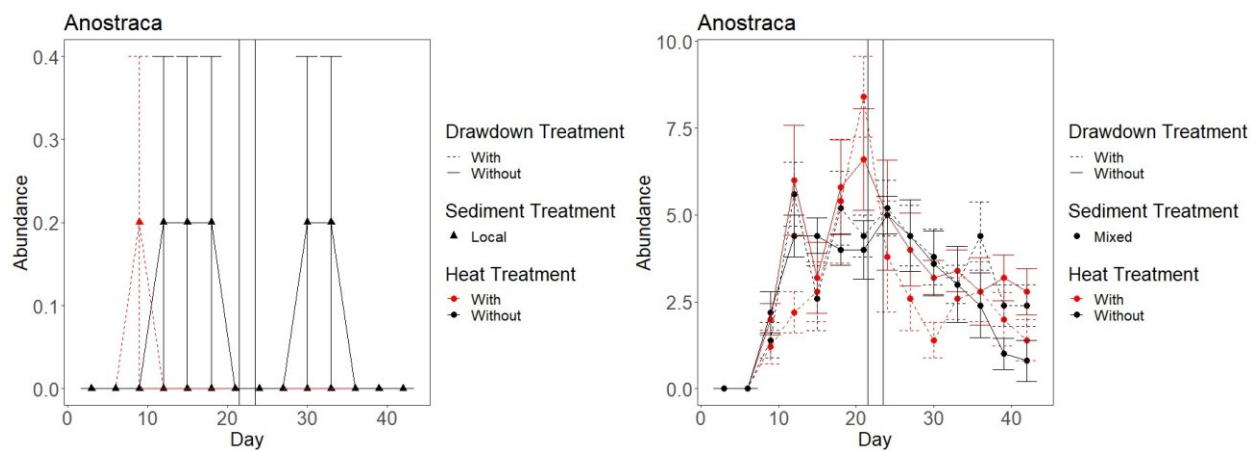 Anostraca
0.4
0.3
0.2
0.1
0.0
Abundance
0
10
20
30
40
Day
Drawdown Treatment
With
Without
Sediment Treatment
Local
Heat Treatment
With
Without
Anostraca
10.0
7.5
5.0
2.5
0.0
Abundance
0
10
20
30
40
Day
Drawdown Treatment
With
Without
Sediment Treatment
Mixed
Heat Treatment
With
Without